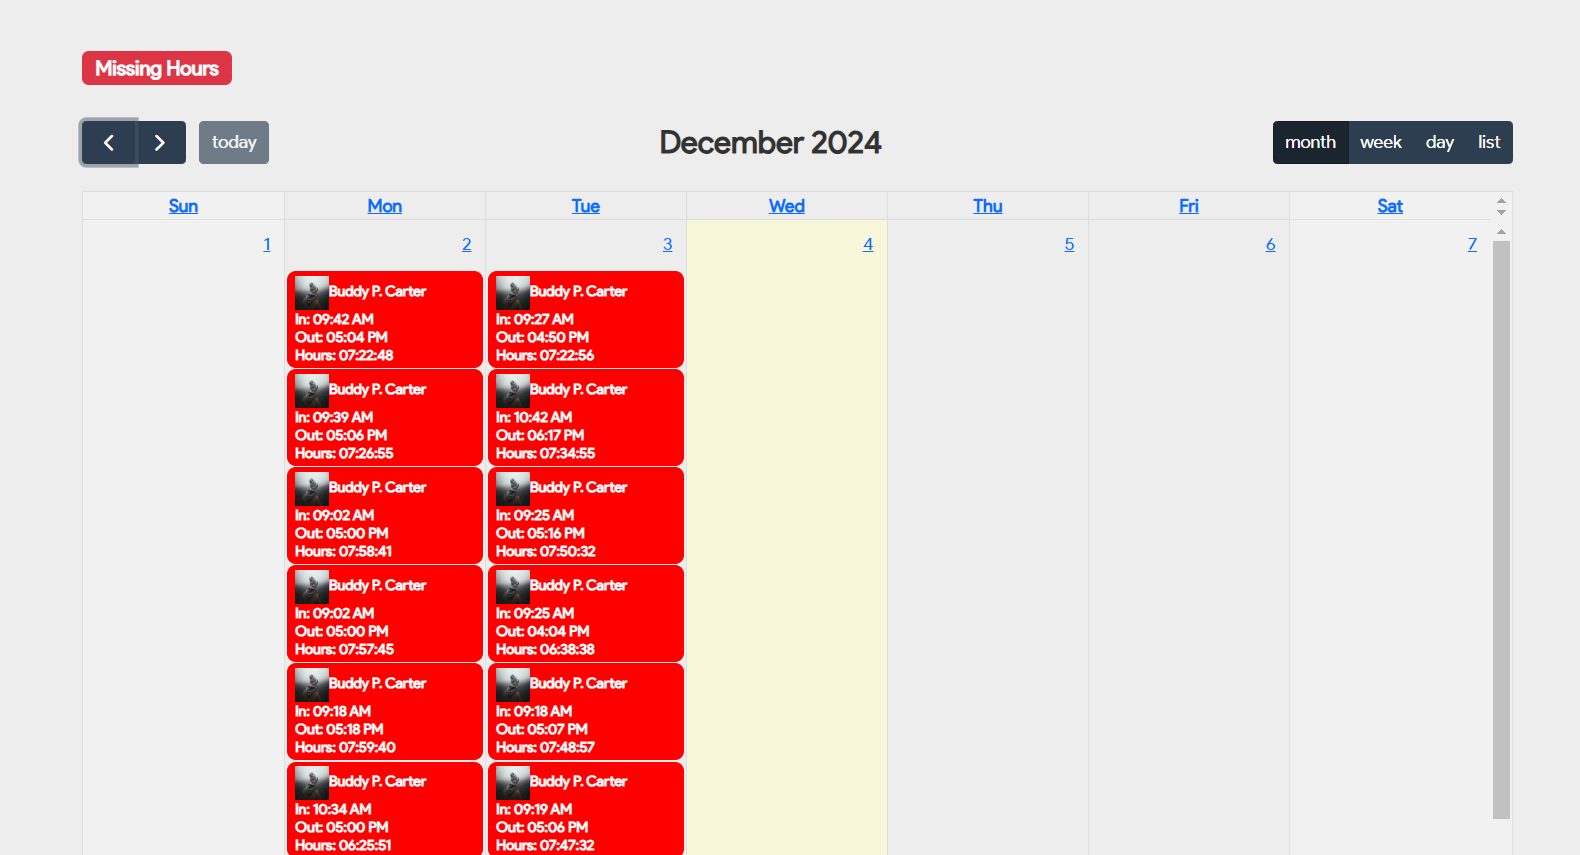 Missing Hours
today
December 2024
month week day list
Sun Mon Tue Wed Thu Fri Sat
1 2 3 4 5 6 7
Buddy P. Carter
In: 09:42 AM
Out: 05:04 PM
Hours: 07:22:48
Buddy P. Carter
In: 09:39 AM
Out: 05:06 PM
Hours: 07:26:55
Buddy P. Carter
In: 09:02 AM
Out: 05:00 PM
Hours: 07:58:41
Buddy P. Carter
In: 09:02 AM
Out: 05:00 PM
Hours: 07:57:45
Buddy P. Carter
In: 09:18 AM
Out: 05:18 PM
Hours: 07:59:40
Buddy P. Carter
In: 10:34 AM
Out: 05:00 PM
Hours: 06:25:51
Buddy P. Carter
In: 09:27 AM
Out: 04:50 PM
Hours: 07:22:56
Buddy P. Carter
In: 10:42 AM
Out: 06:17 PM
Hours: 07:34:55
Buddy P. Carter
In: 09:25 AM
Out: 05:16 PM
Hours: 07:50:32
Buddy P. Carter
In: 09:25 AM
Out: 04:04 PM
Hours: 06:38:38
Buddy P. Carter
In: 09:18 AM
Out: 05:07 PM
Hours: 07:48:57
Buddy P. Carter
In: 09:19 AM
Out: 05:06 PM
Hours: 07:47:32